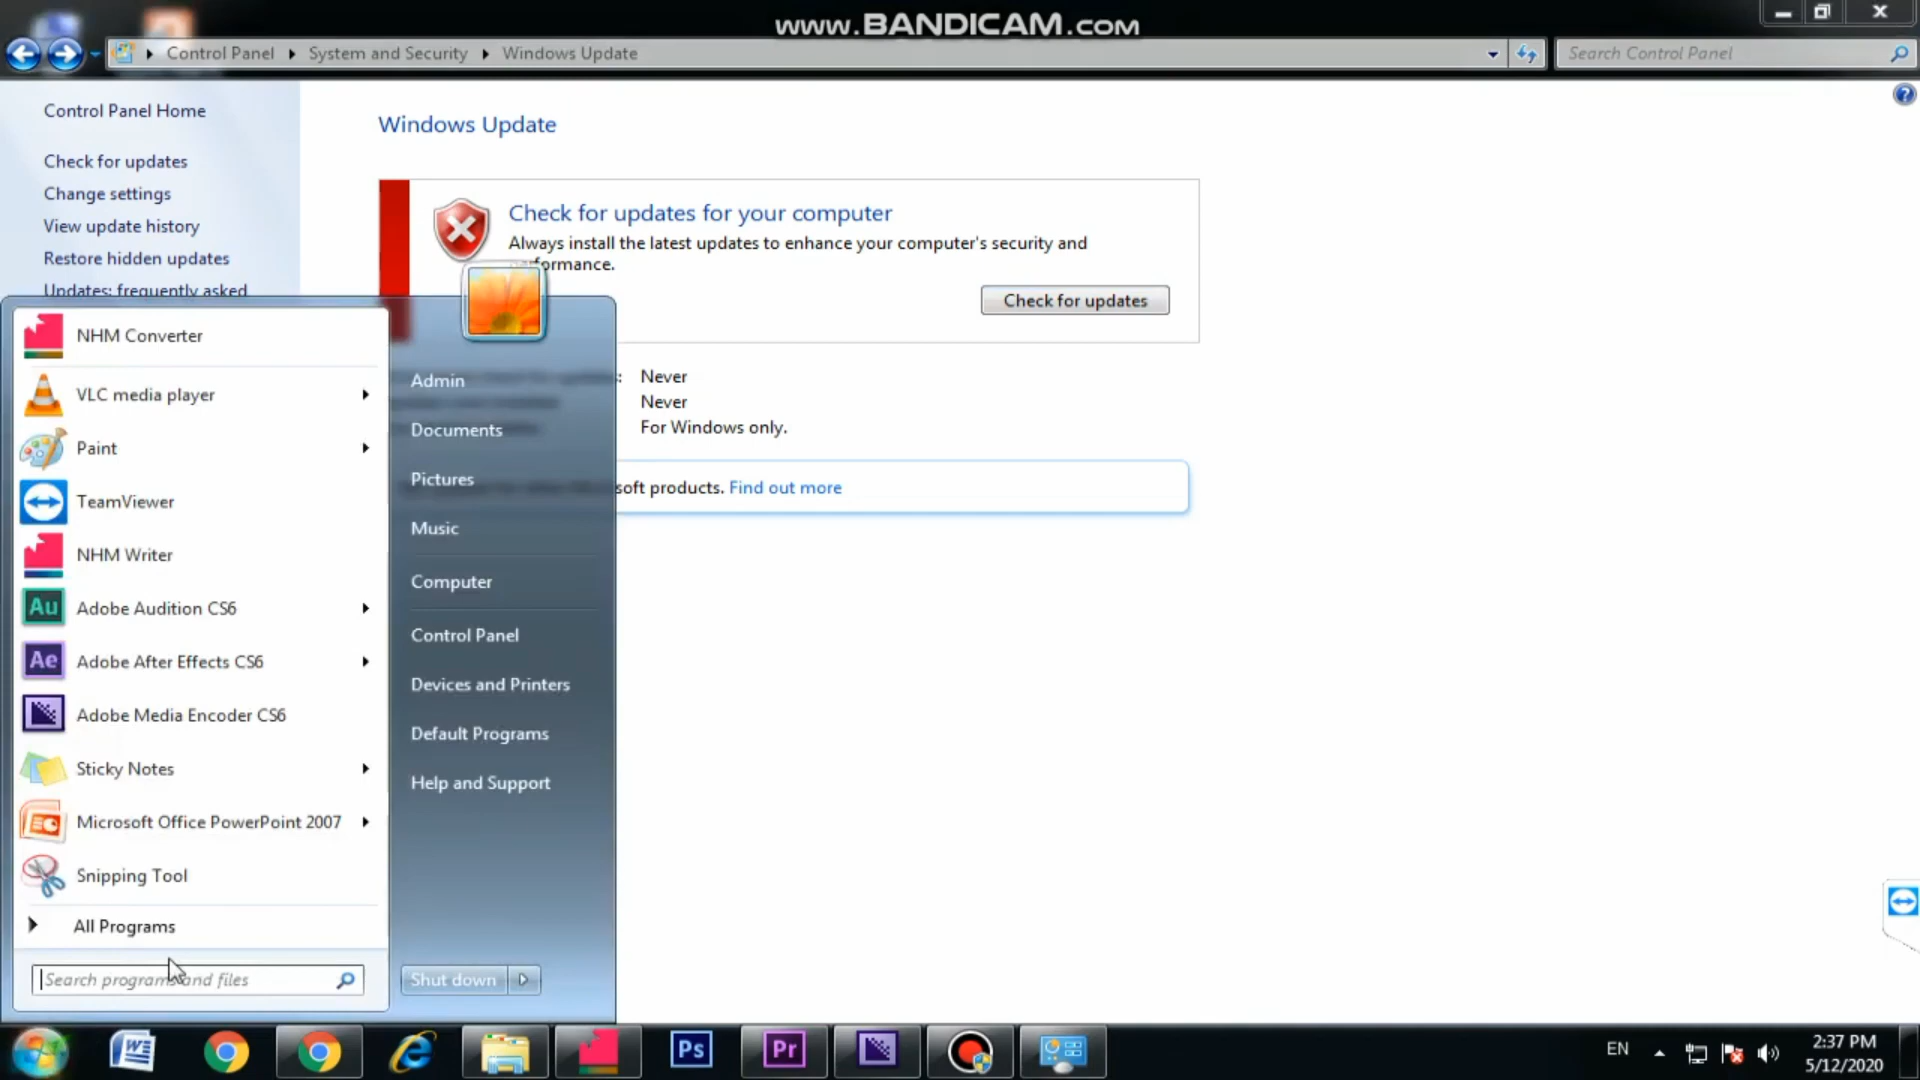 www.BANDICAM.com
Control Panel
System and Security
Windows Update
Search Control Panel
Control Panel Home
Check for updates
Change settings
View update history
Restore hidden updates
Updates: frequently asked
Windows Update
Check for updates for your computer
Always install the latest updates to enhance your computer's security and
performance.
Check for updates
Never
Never
For Windows only.
soft products. Find out more
NHM Converter
VLC media player
Paint
TeamViewer
NHM Writer
Au Adobe Audition CS6
Ae Adobe After Effects CS6
Adobe Media Encoder CS6
Sticky Notes
Microsoft Office PowerPoint 2007
Snipping Tool
All Programs
Search programs and files
Admin
Documents
Pictures
Music
Computer
Control Panel
Devices and Printers
Default Programs
Help and Support
Shut down
Ps
Pr
EN
2:37 PM
5/12/2020